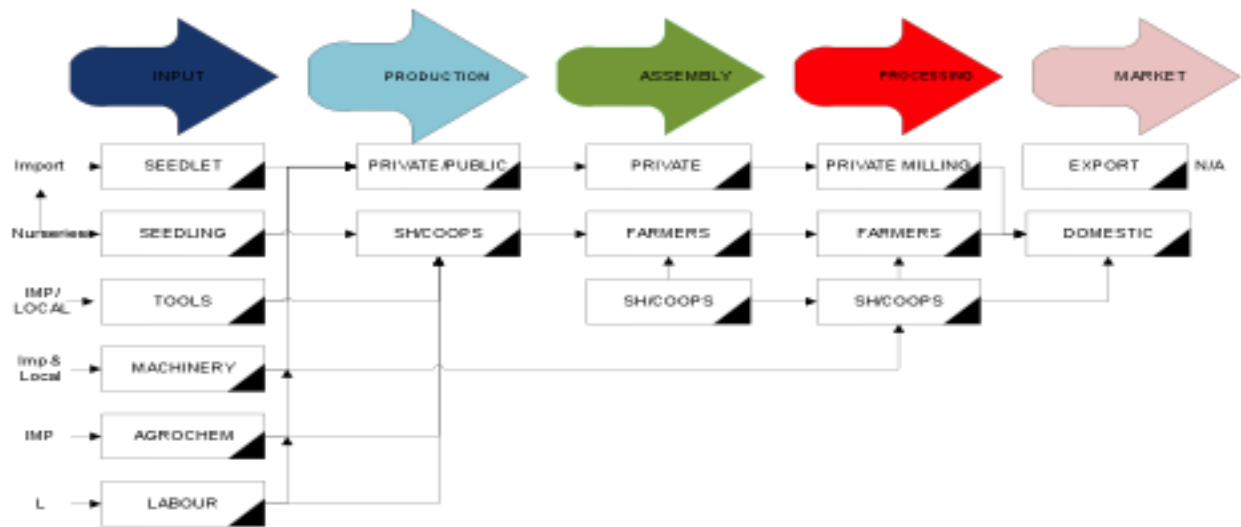 INPUT
PRODUCTION
ASSEMBLY
PROCESSING
MARKET
Import
SEEDLET
PRIVATE/PUBLIC
PRIVATE
PRIVATE MILLING
EXPORT
N/A
Nurseries
SEEDLING
SH/COOPS
FARMERS
FARMERS
DOMESTIC
IMP/
LOCAL
TOOLS
SH/COOPS
SH/COOPS
Imp &
Local
MACHINERY
IMP
AGROCHEM
L
LABOUR